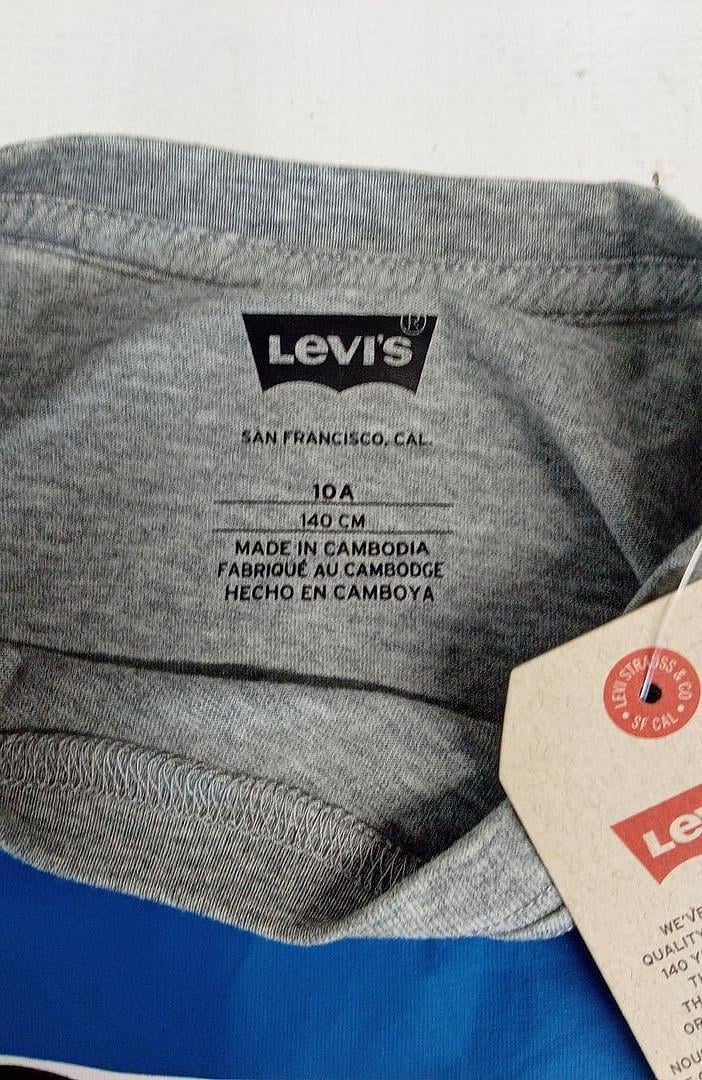 LEVI'S
®
SAN FRANCISCO, CAL.
10A
140 CM
MADE IN CAMBODIA
FABRIQUÉ AU CAMBODGE
HECHO EN CAMBOYA
LEVI STRAUSS & CO
• SF CAL •
WE'VE
QUALITY
140
OR